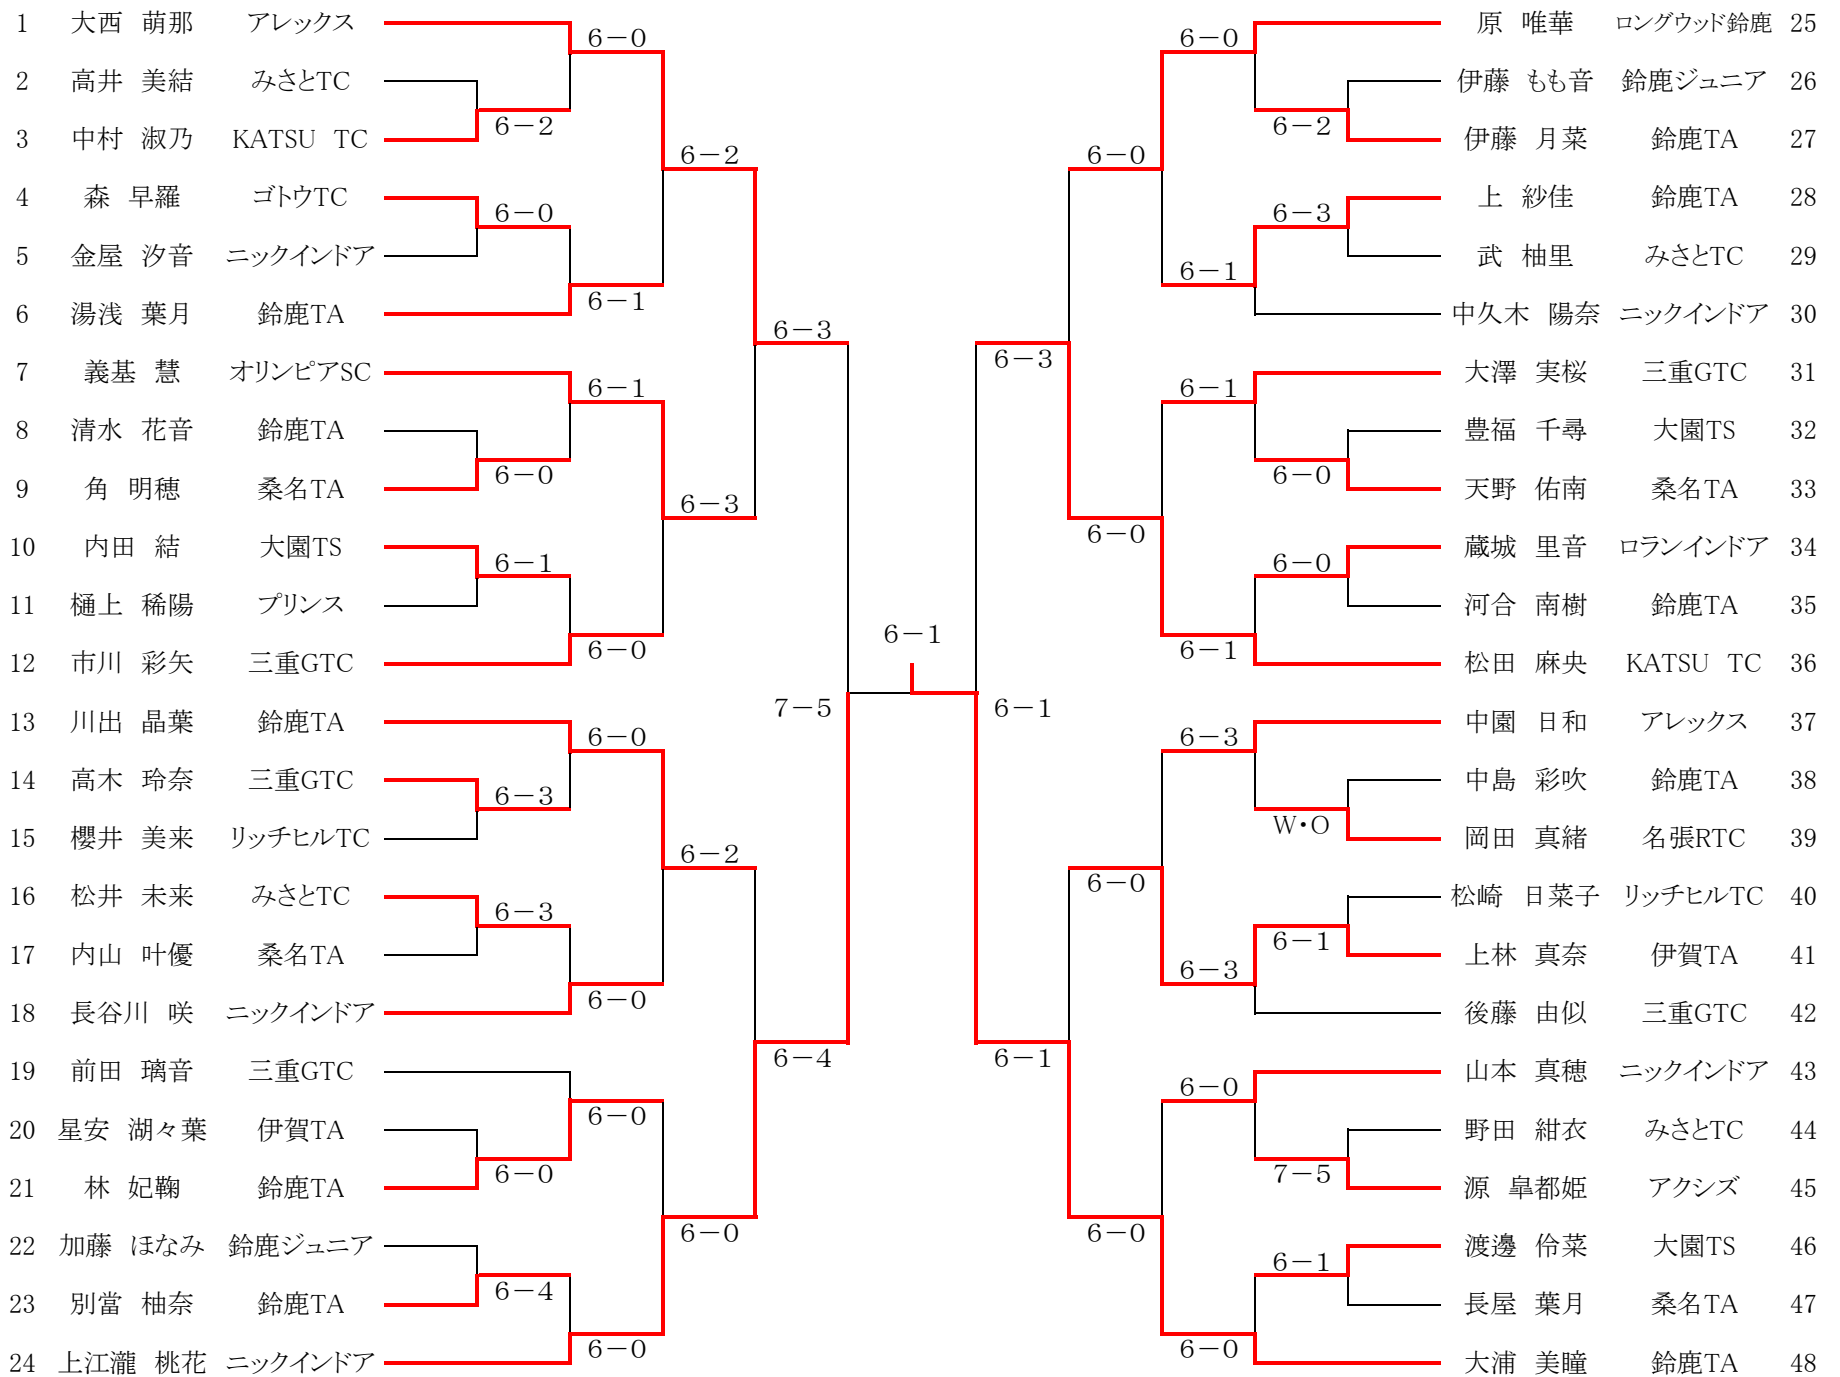 1 大西 萌那 アレックス
2 高井 美結 みさとTC
3 中村 淑乃 KATSU TC
4 森 早羅 ゴトウTC
5 金屋 汐音 ニックインドア
6 湯浅 葉月 鈴鹿TA
7 義基 慧 オリンピアSC
8 清水 花音 鈴鹿TA
9 角 明穂 桑名TA
10 内田 結 大園TS
11 樋上 稀陽 プリンス
12 市川 彩矢 三重GTC
13 川出 晶葉 鈴鹿TA
14 高木 玲奈 三重GTC
15 櫻井 美来 リッチヒルTC
16 松井 未来 みさとTC
17 内山 叶優 桑名TA
18 長谷川 咲 ニックインドア
19 前田 璃音 三重GTC
20 星安 湖々葉 伊賀TA
21 林 妃鞠 鈴鹿TA
22 加藤 ほなみ 鈴鹿ジュニア
23 別當 柚奈 鈴鹿TA
24 上江瀧 桃花 ニックインドア
6-2
6-0
6-0
6-1
6-3
6-3
6-4
6-0
6-0
6-1
6-1
6-0
6-0
6-0
6-0
6-0
6-2
6-3
6-2
6-0
6-3
6-4
7-5
6-1
6-1
6-3
6-1
6-0
6-0
6-0
6-0
6-0
6-1
6-1
6-1
6-3
6-3
6-0
6-0
6-2
6-3
6-0
6-0
W・O
6-1
7-5
6-1
原 唯華 ロングウッド鈴鹿 25
伊藤 もも音 鈴鹿ジュニア 26
伊藤 月菜 鈴鹿TA 27
上 紗佳 鈴鹿TA 28
武 柚里 みさとTC 29
中久木 陽奈 ニックインドア 30
大澤 実桜 三重GTC 31
豊福 千尋 大園TS 32
天野 佑南 桑名TA 33
蔵城 里音 ロランインドア 34
河合 南樹 鈴鹿TA 35
松田 麻央 KATSU TC 36
中園 日和 アレックス 37
中島 彩吹 鈴鹿TA 38
岡田 真緒 名張RTC 39
松崎 日菜子 リッチヒルTC 40
上林 真奈 伊賀TA 41
後藤 由似 三重GTC 42
山本 真穂 ニックインドア 43
野田 紺衣 みさとTC 44
源 皐都姫 アクシズ 45
渡邊 伶菜 大園TS 46
長屋 葉月 桑名TA 47
大浦 美瞳 鈴鹿TA 48